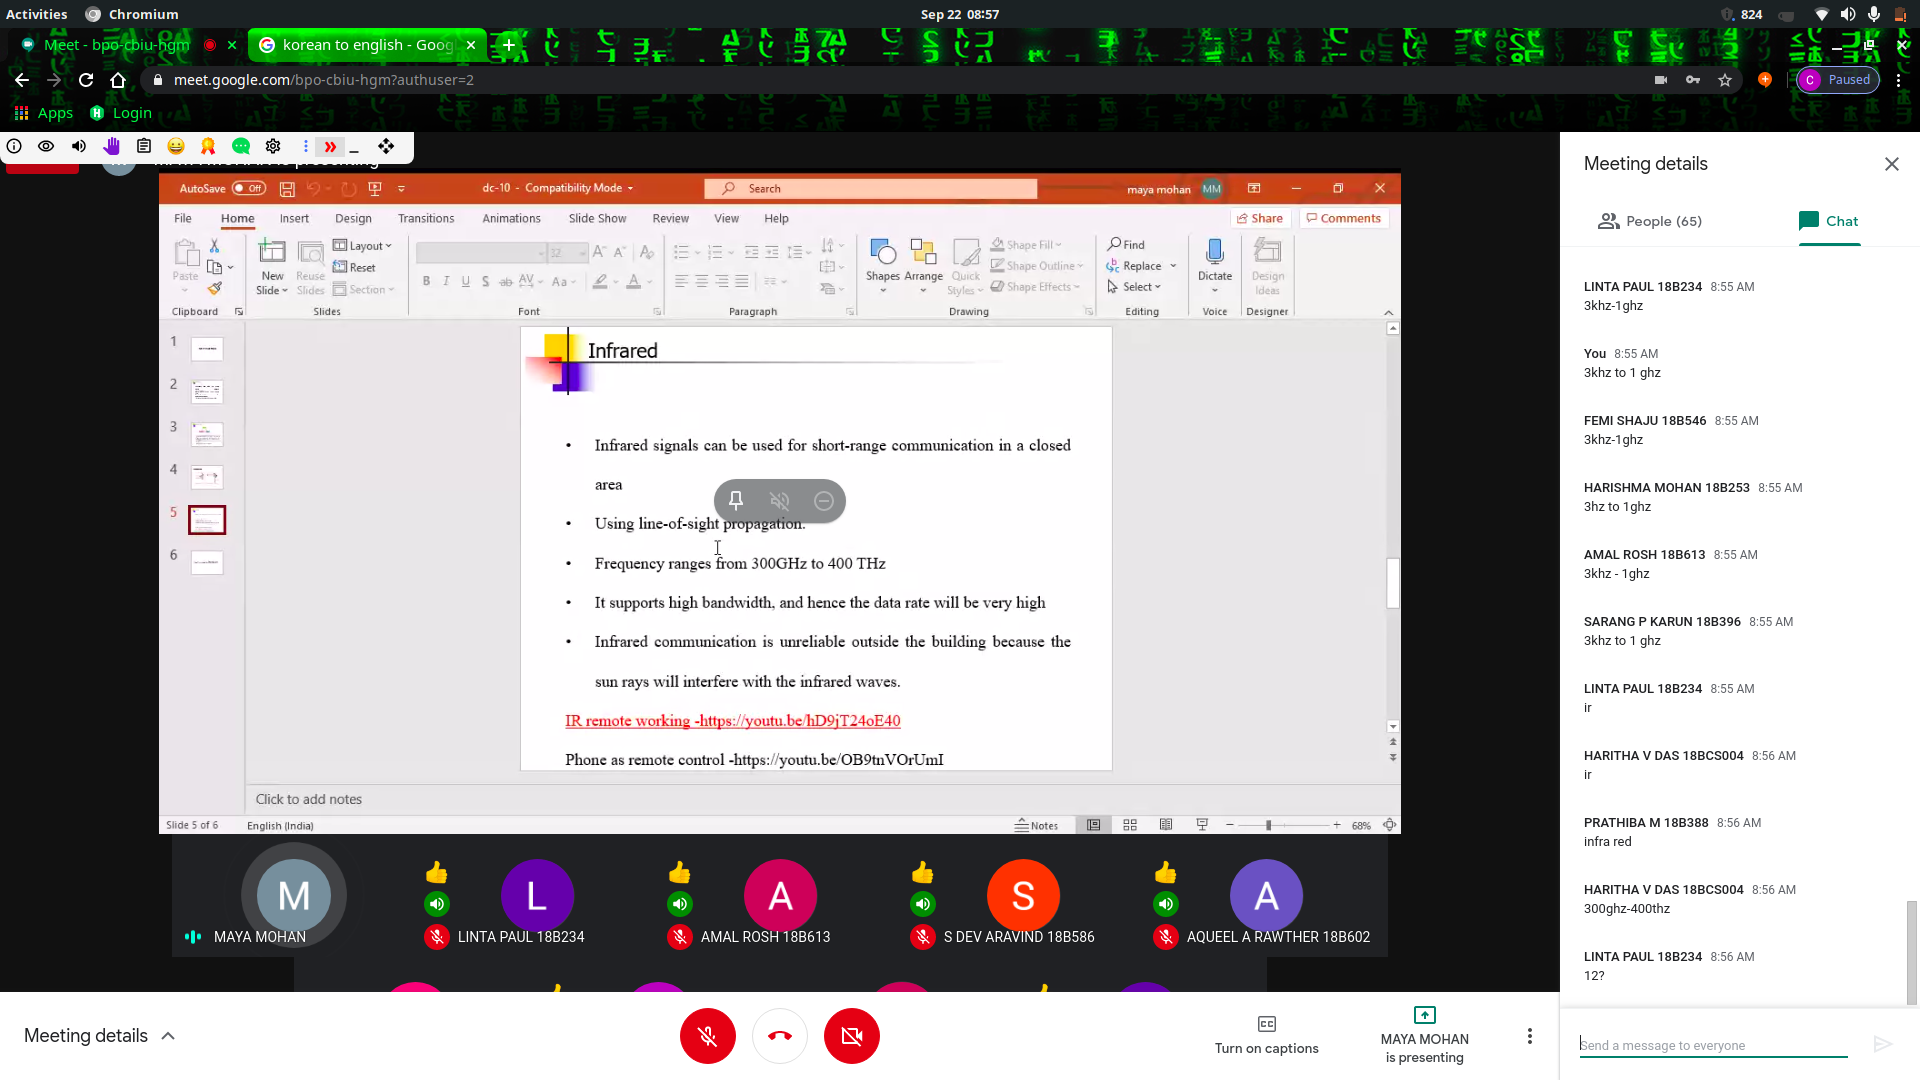 Activities Chromium Sep 22 08:57 824
Meet - bpo-cbiu-hgm korean to english - Goog
meet.google.com/bpo-cbiu-hgm?authuser=2 C Paused
Apps Login
AutoSave Off dc-10 - Compatibility Mode Search maya mohan MM
File Home Insert Design Transitions Animations Slide Show Review View Help Share Comments
Paste New Slide Reuse Slides Layout Reset Section
32
B I U S ab AV Aa A
Shapes Arrange Quick Styles Shape Fill Shape Outline Shape Effects
Find Replace Select Dictate Design Ideas
Clipboard Slides Font Paragraph Drawing Editing Voice Designer
1
2
3
4
5
6
Infrared
• Infrared signals can be used for short-range communication in a closed
area
• Using line-of-sight propagation.
• Frequency ranges from 300GHz to 400 THz
• It supports high bandwidth, and hence the data rate will be very high
• Infrared communication is unreliable outside the building because the
sun rays will interfere with the infrared waves.
IR remote working -https://youtu.be/hD9jT24oE40
Phone as remote control -https://youtu.be/OB9tnVOrUmI
Click to add notes
Slide 5 of 6 English (India) Notes 68%
M L A S A
MAYA MOHAN LINTA PAUL 18B234 AMAL ROSH 18B613 S DEV ARAVIND 18B586 AQUEEL A RAWTHER 18B602
Meeting details
Turn on captions
MAYA MOHAN
is presenting
Meeting details
People (65) Chat
LINTA PAUL 18B234 8:55 AM
3khz-1ghz
You 8:55 AM
3khz to 1 ghz
FEMI SHAJU 18B546 8:55 AM
3khz-1ghz
HARISHMA MOHAN 18B253 8:55 AM
3hz to 1ghz
AMAL ROSH 18B613 8:55 AM
3khz - 1ghz
SARANG P KARUN 18B396 8:55 AM
3khz to 1 ghz
LINTA PAUL 18B234 8:55 AM
ir
HARITHA V DAS 18BCS004 8:56 AM
ir
PRATHIBA M 18B388 8:56 AM
infra red
HARITHA V DAS 18BCS004 8:56 AM
300ghz-400thz
LINTA PAUL 18B234 8:56 AM
12?
Send a message to everyone